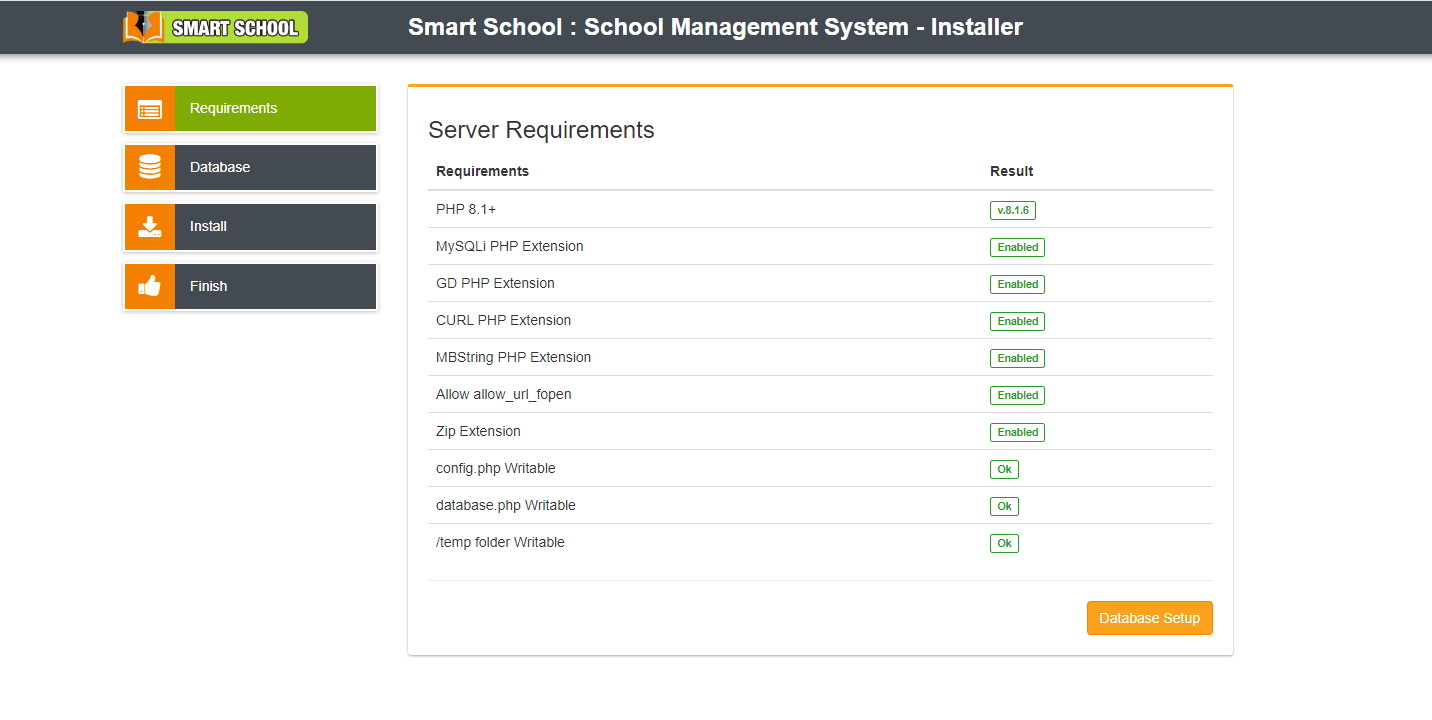 SMART SCHOOL
Smart School : School Management System - Installer
Requirements
Database
Install
Finish
Server Requirements
Requirements Result
PHP 8.1+ v.8.1.6
MySQLi PHP Extension Enabled
GD PHP Extension Enabled
CURL PHP Extension Enabled
MBString PHP Extension Enabled
Allow allow_url_fopen Enabled
Zip Extension Enabled
config.php Writable Ok
database.php Writable Ok
/temp folder Writable Ok
Database Setup